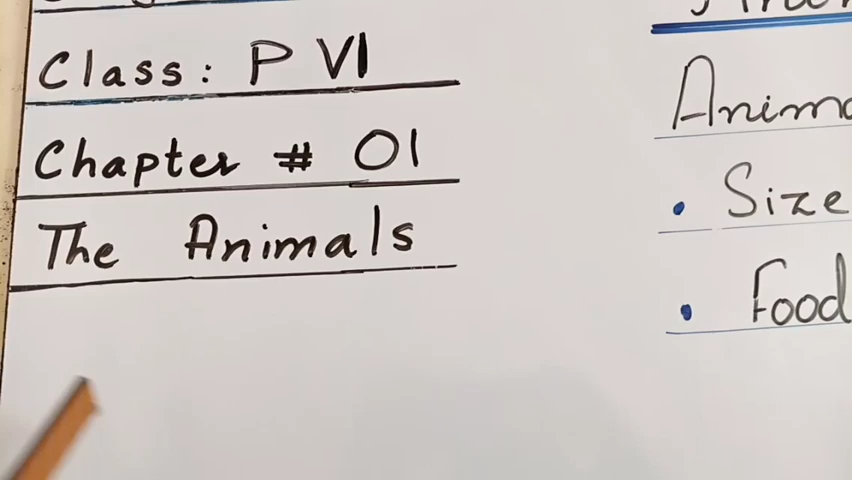 Class: P VI
Chapter # 01
The Animals
• Size
• Food